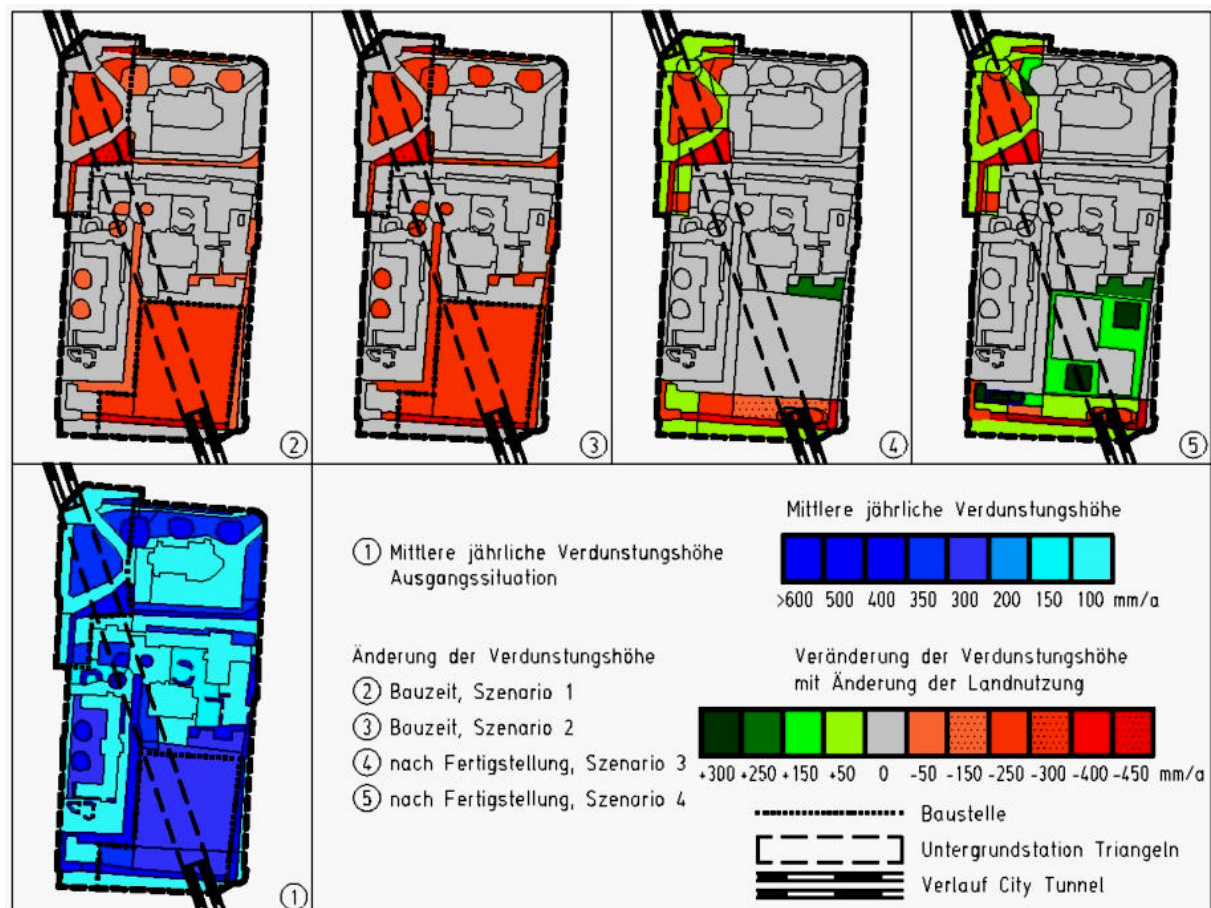 ②
③
④
⑤
①
① Mittlere jährliche Verdunstungshöhe
Ausgangssituation
Änderung der Verdunstungshöhe
② Bauzeit, Szenario 1
③ Bauzeit, Szenario 2
④ nach Fertigstellung, Szenario 3
⑤ nach Fertigstellung, Szenario 4
Mittlere jährliche Verdunstungshöhe
>600 500 400 350 300 200 150 100 mm/a
Veränderung der Verdunstungshöhe
mit Änderung der Landnutzung
+300 +250 +150 +50 0 -50 -150 -250 -300 -400 -450 mm/a
Baustelle
Untergrundstation Triangeln
Verlauf City Tunnel